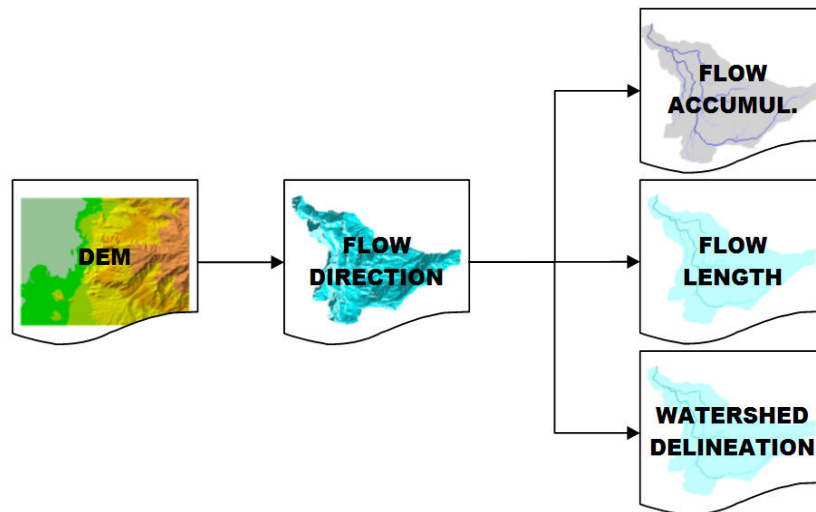 DEM
FLOW
DIRECTION
FLOW
ACCUMUL.
FLOW
LENGTH
WATERSHED
DELINEATION